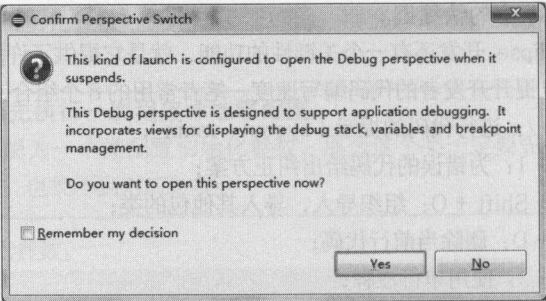 Confirm Perspective Switch
This kind of launch is configured to open the Debug perspective when it
suspends.
This Debug perspective is designed to support application debugging. It
incorporates views for displaying the debug stack, variables and breakpoint
management.
Do you want to open this perspective now?
Remember my decision
Yes
No